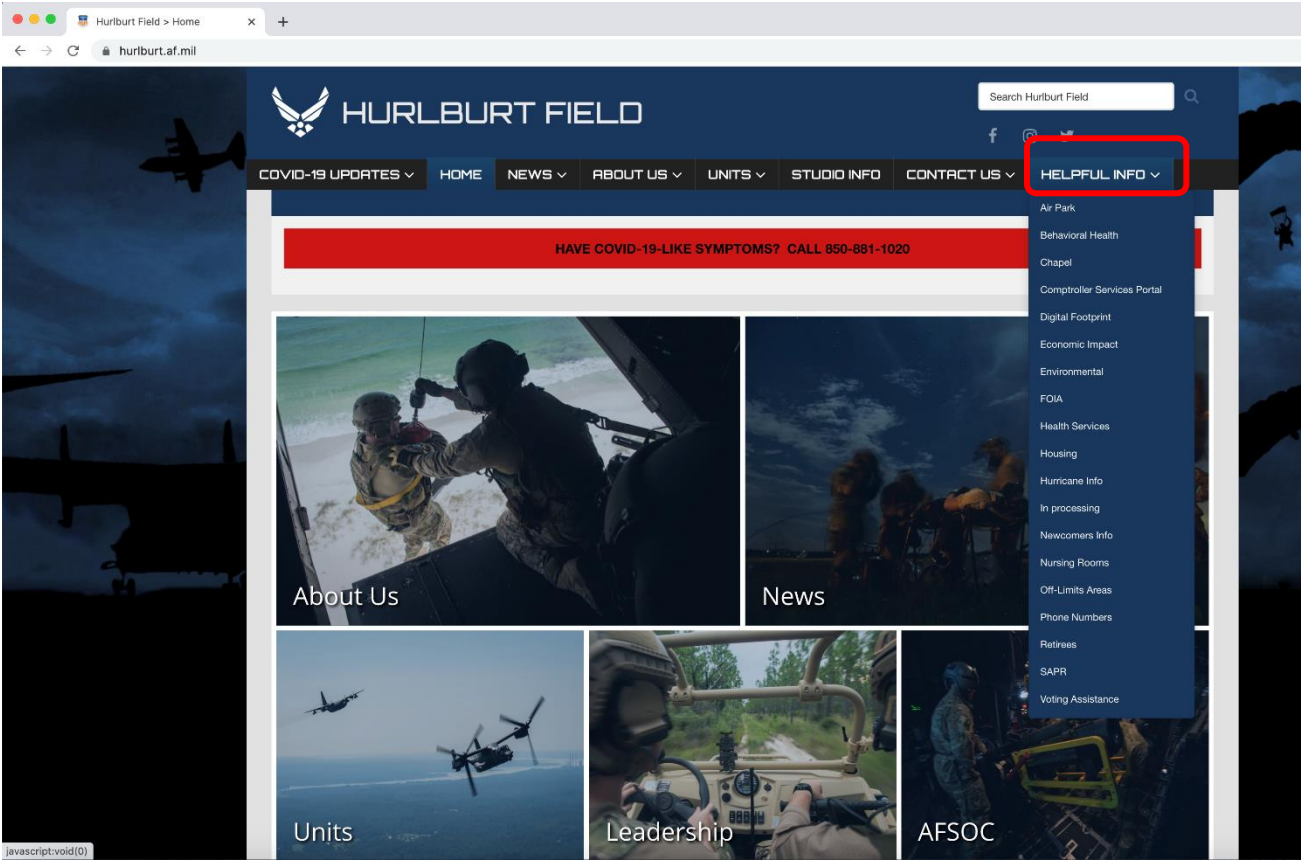 Hurlburt Field > Home
hurlburt.af.mil
HURLBURT FIELD
Search Hurlburt Field
COVID-19 UPDATES HOME NEWS ABOUT US UNITS STUDIO INFO CONTACT US HELPFUL INFO
HAVE COVID-19-LIKE SYMPTOMS? CALL 850-881-1020
Air Park
Behavioral Health
Chapel
Comptroller Services Portal
Digital Footprint
Economic Impact
Environmental
FOIA
Health Services
Housing
Hurricane Info
In processing
Newcomers Info
Nursing Rooms
Off-Limits Areas
Phone Numbers
Retirees
SAPR
Voting Assistance
About Us
News
Units
Leadership
AFSOC
javascript:void(0)